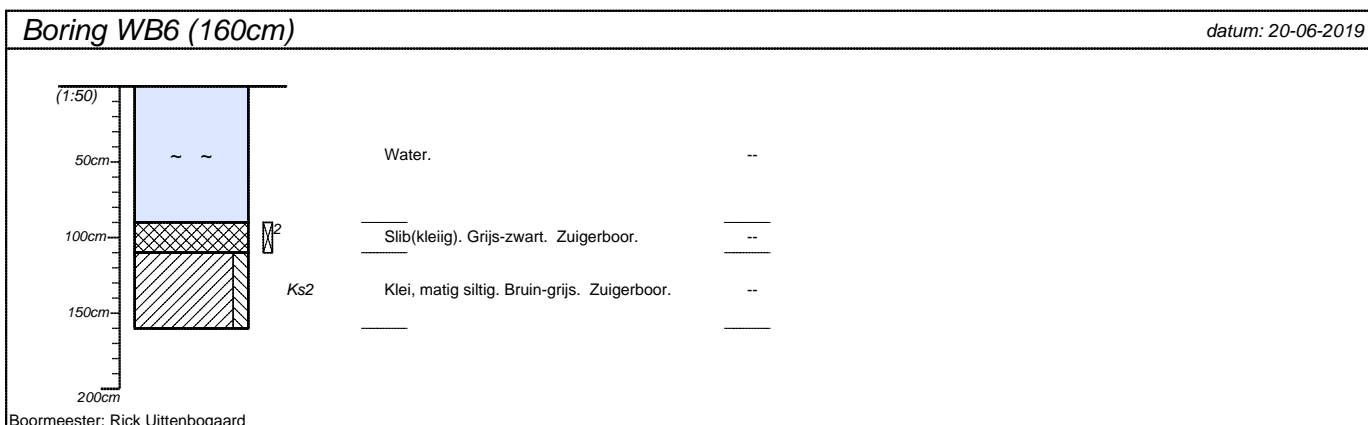 Boring WB6 (160cm) datum: 20-06-2019
(1:50)
50cm ~ ~ Water. --
100cm 2 Slib(kleiig). Grijs-zwart. Zuigerboor. --
Ks2 Klei, matig siltig. Bruin-grijs. Zuigerboor. --
150cm
200cm
Boormeester: Rick Uittenbogaard